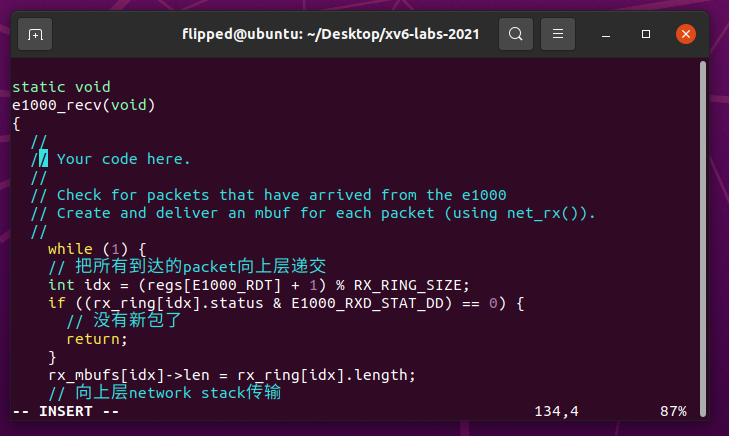 flipped@ubuntu: ~/Desktop/xv6-labs-2021
static void
e1000_recv(void)
{
  //
  // Your code here.
  //
  // Check for packets that have arrived from the e1000
  // Create and deliver an mbuf for each packet (using net_rx()).
  //
    while (1) {
    // 把所有到达的packet向上层递交
    int idx = (regs[E1000_RDT] + 1) % RX_RING_SIZE;
    if ((rx_ring[idx].status & E1000_RXD_STAT_DD) == 0) {
      // 没有新包了
      return;
    }
    rx_mbufs[idx]->len = rx_ring[idx].length;
    // 向上层network stack传输
-- INSERT -- 134,4 87%